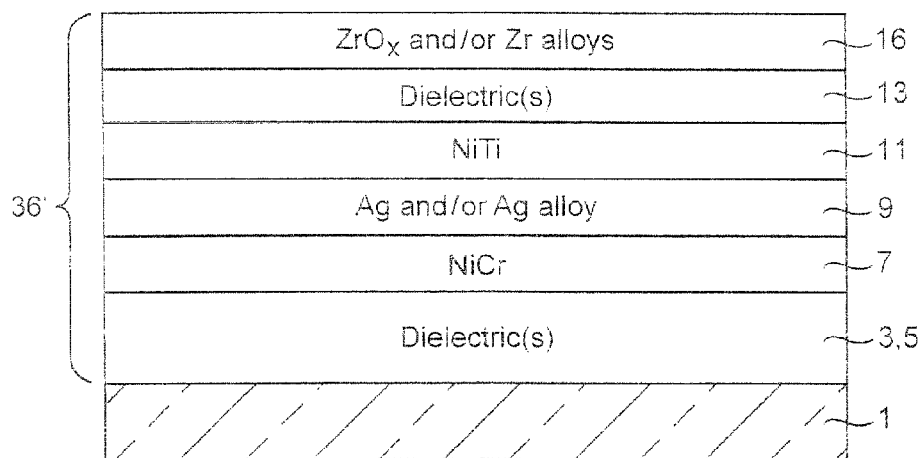 ZrOₓ and/or Zr alloys 16
Dielectric(s) 13
NiTi 11
36' Ag and/or Ag alloy 9
NiCr 7
Dielectric(s) 3,5
1